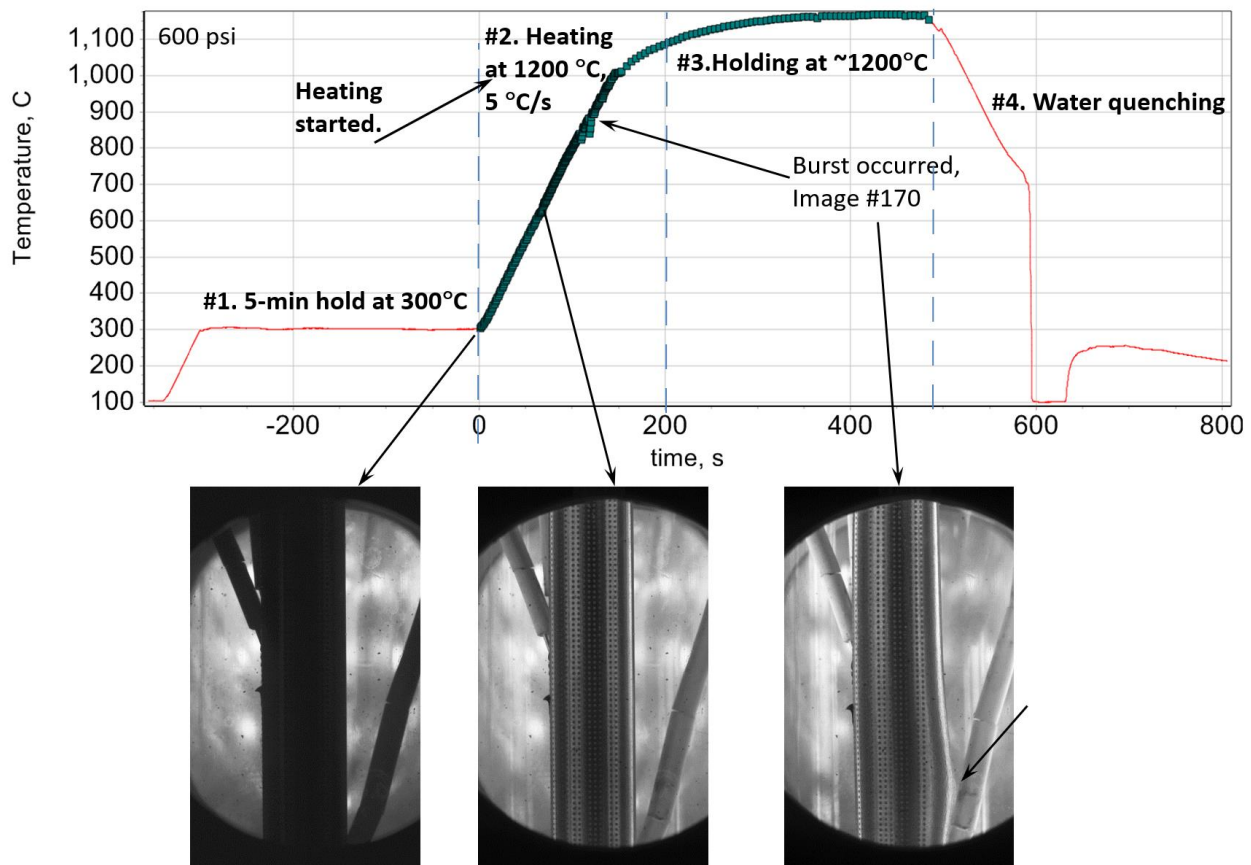 600 psi
#2. Heating
at 1200 °C,
5 °C/s
Heating
started.
#3.Holding at ~1200°C
#4. Water quenching
Burst occurred,
Image #170
#1. 5-min hold at 300°C
Temperature, C
1,100
1,000
900
800
700
600
500
400
300
200
100
-200
0
200
400
600
800
time, s